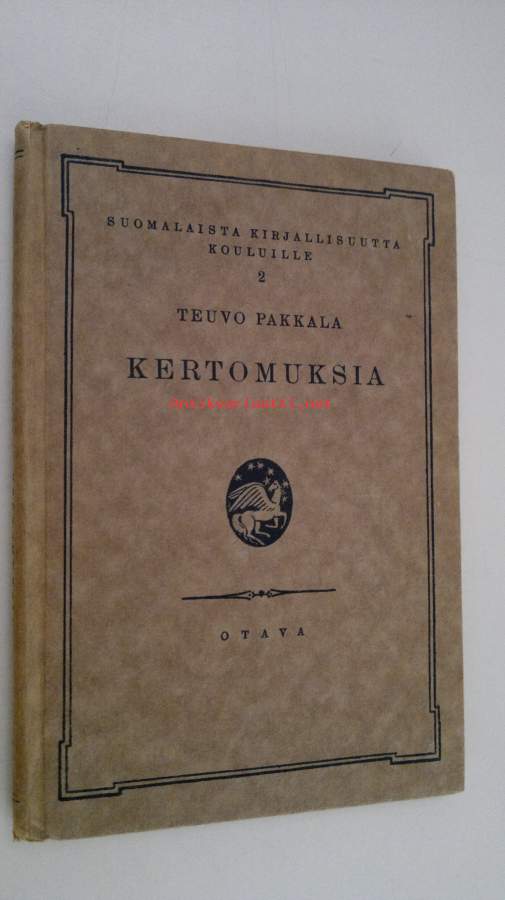 SUOMALAISTA KIRJALLISUUTTA
KOULUILLE
2
TEUVO PAKKALA
KERTOMUKSIA
OTAVA